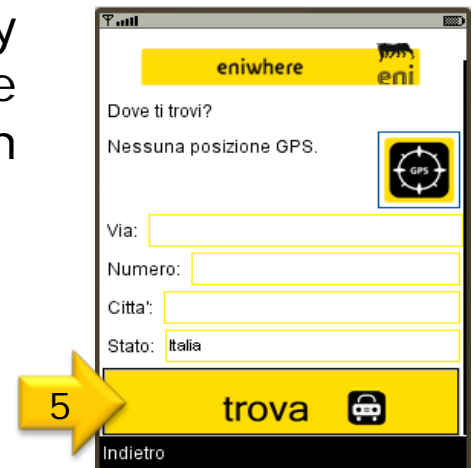 y
e
n
eniwhere
eni
Dove ti trovi?
Nessuna posizione GPS.
GPS
Via:
Numero:
Citta':
Stato: Italia
5
trova
Indietro